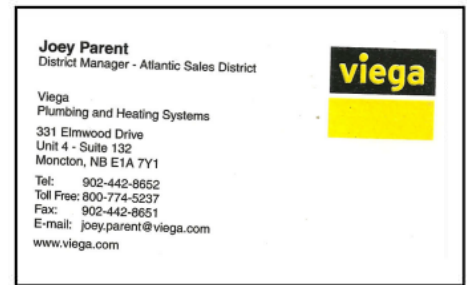 Joey Parent
District Manager - Atlantic Sales District
viega
Viega
Plumbing and Heating Systems
331 Elmwood Drive
Unit 4 - Suite 132
Moncton, NB E1A 7Y1
Tel: 902-442-8652
Toll Free: 800-774-5237
Fax: 902-442-8651
E-mail: joey.parent@viega.com
www.viega.com